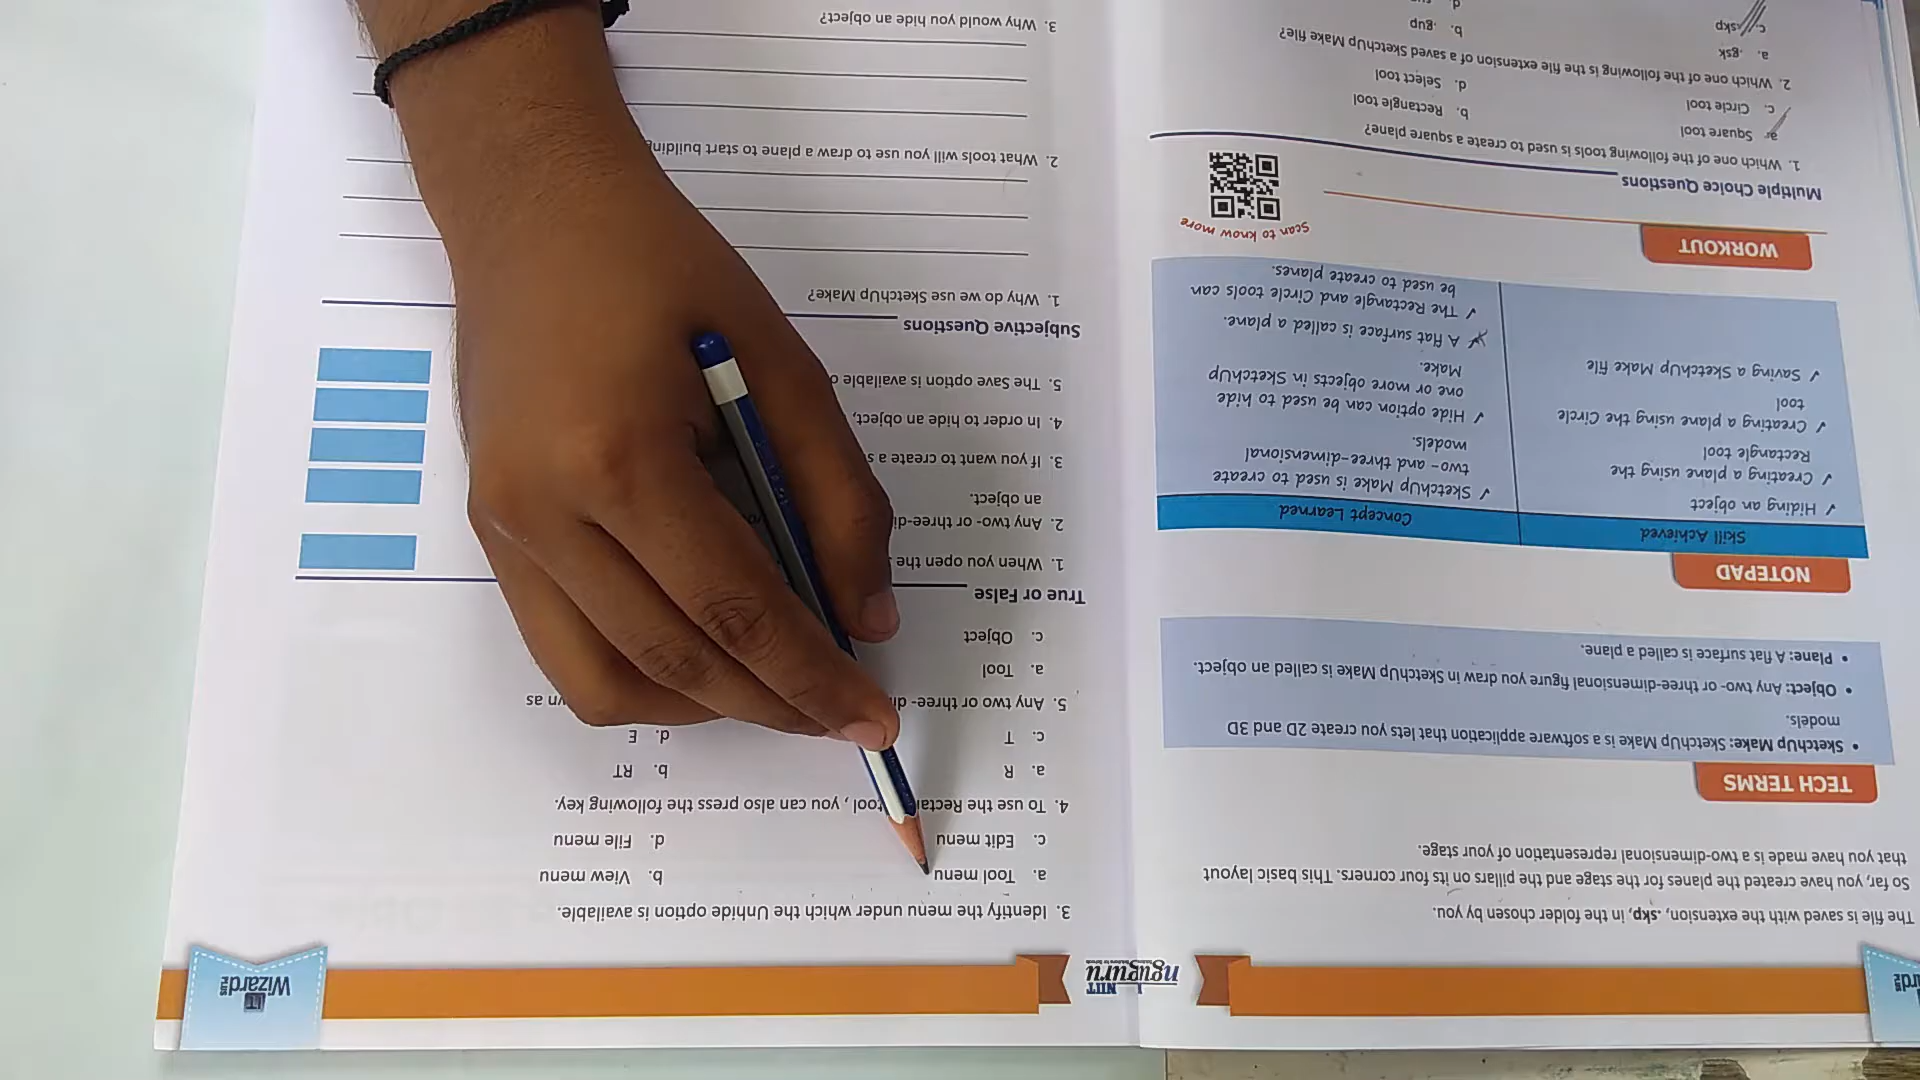 The file is saved with the extension, .skp, in the folder chosen by you.
So far, you have created the planes for the stage and the pillars on its four corners. This basic layout
that you have made is a two-dimensional representation of your stage.
TECH TERMS
• SketchUp Make: SketchUp Make is a software application that lets you create 2D and 3D
models.
• Object: Any two- or three-dimensional figure you draw in SketchUp Make is called an object.
• Plane: A flat surface is called a plane.
NOTEPAD
Skill Achieved
✓ Hiding an object
✓ Creating a plane using the
Rectangle tool
✓ Creating a plane using the Circle
tool
✓ Saving a SketchUp Make file
Concept Learned
✓ SketchUp Make is used to create
two- and three-dimensional
models.
✓ Hide option can be used to hide
one or more objects in SketchUp
Make.
✓ A flat surface is called a plane.
✓ The Rectangle and Circle tools can
be used to create planes.
WORKOUT
scan to know more
Multiple Choice Questions
1. Which one of the following tools is used to create a square plane?
a. Square tool
b. Rectangle tool
c. Circle tool
d. Select tool
2. Which one of the following is the file extension of a saved SketchUp Make file?
a. .gsk
b. .gup
c. .skp
d.
NIIT
nguru
Wizard PLUS
IT
3. Identify the menu under which the Unhide option is available.
a. Tool menu
b. View menu
c. Edit menu
d. File menu
4. To use the tool, you can also press the following key.
a. R
b. RT
c. T
d. E
5. Any two or three- as
a. Tool
c. Object
True or False
1. When you open the
2. Any two- or
an object.
3. If you want to create a
4. In order to hide an object,
5. The Save option is available
Subjective Questions
1. Why do we use SketchUp Make?
2. What tools will you use to draw a plane to start building
3. Why would you hide an object?